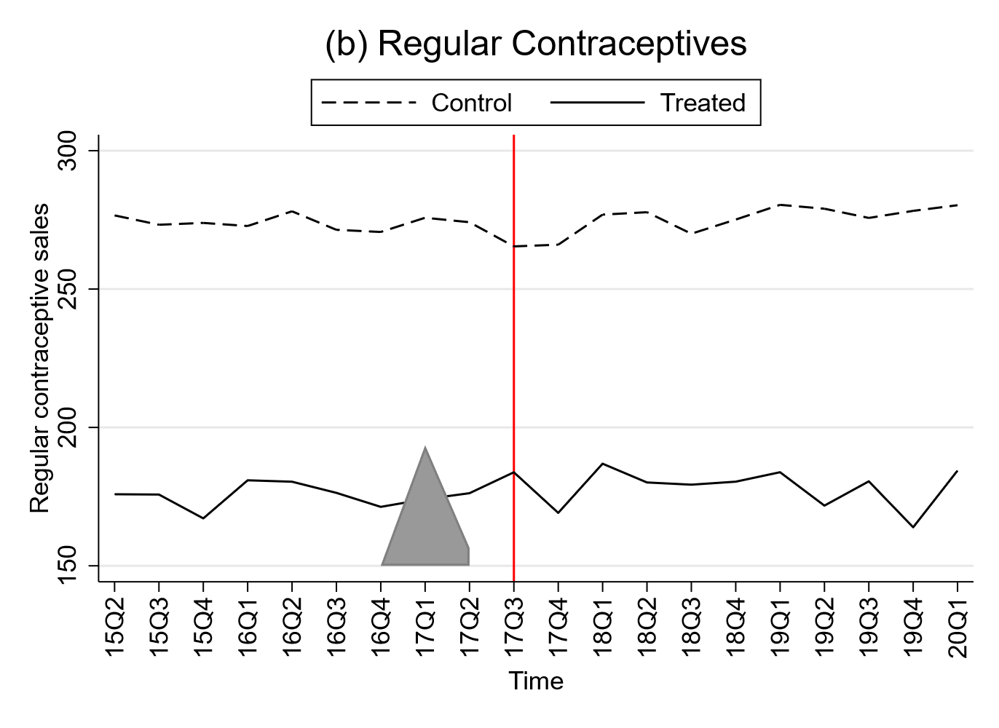 (b) Regular Contraceptives
Control
Treated
Regular contraceptive sales
300
250
200
150
15Q2
15Q3
15Q4
16Q1
16Q2
16Q3
16Q4
17Q1
17Q2
17Q3
17Q4
18Q1
18Q2
18Q3
18Q4
19Q1
19Q2
19Q3
19Q4
20Q1
Time